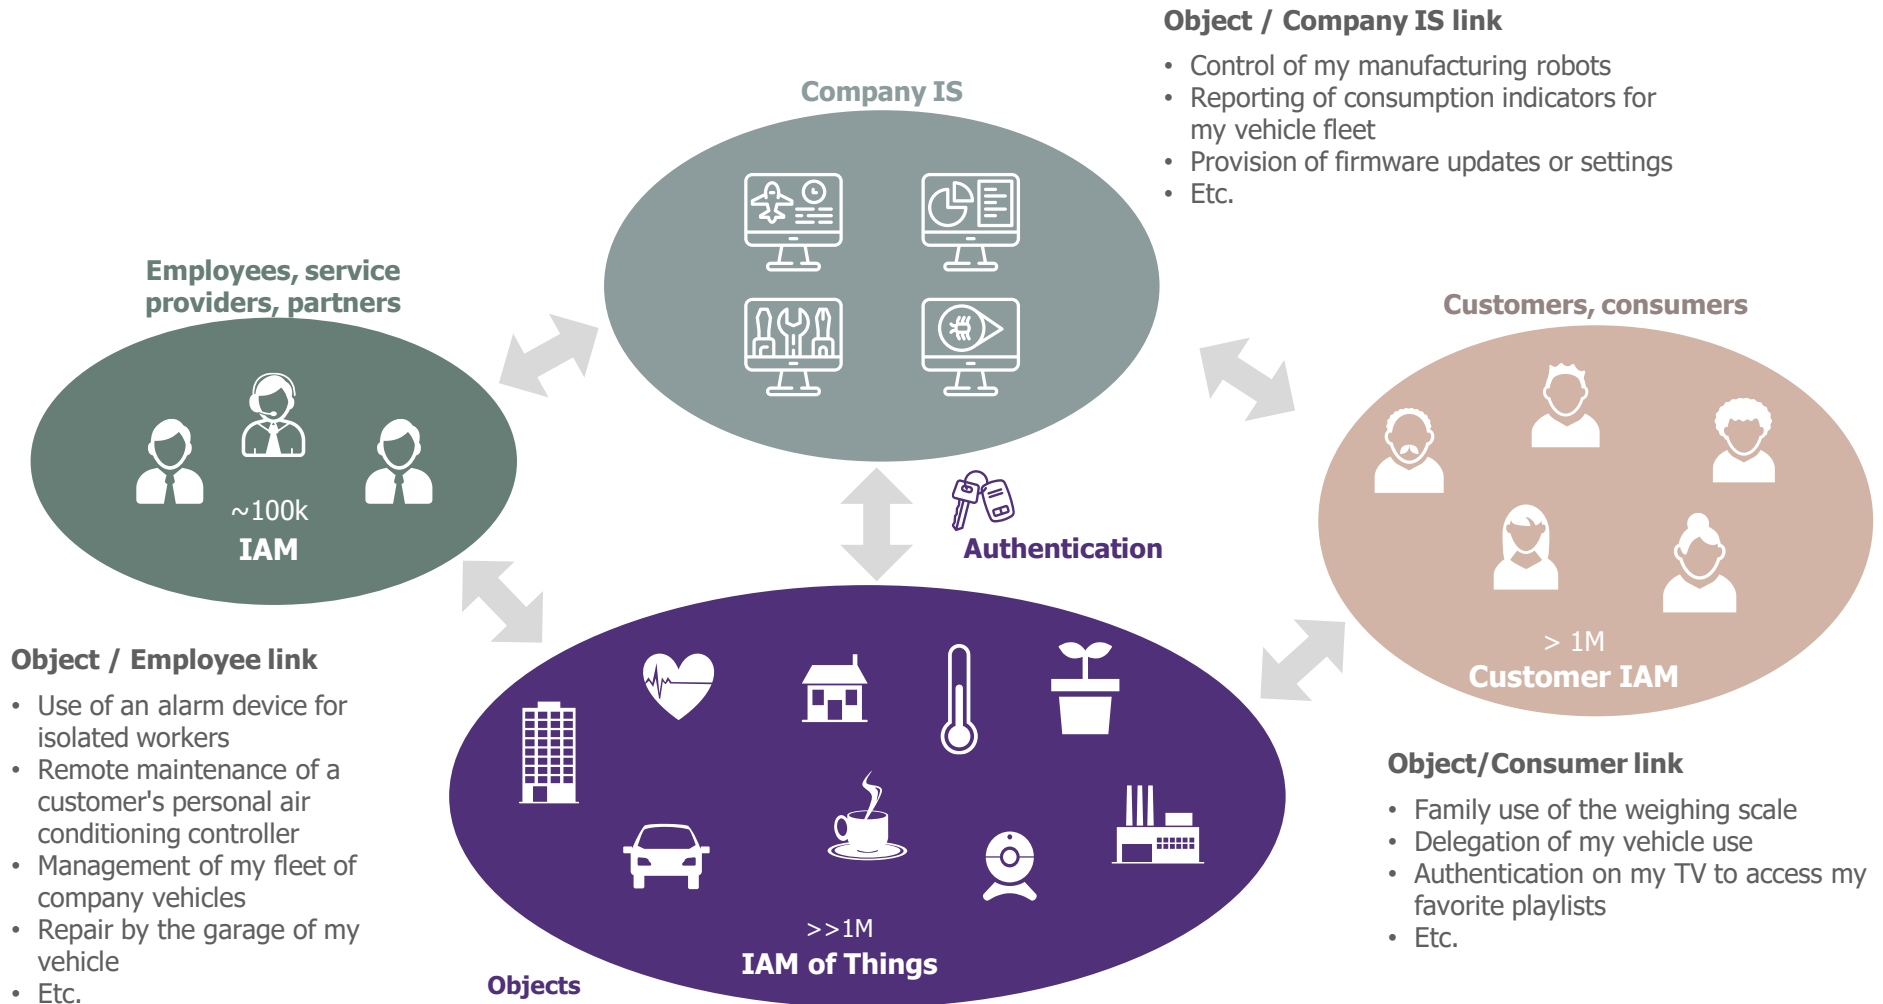 Object / Company IS link
• Control of my manufacturing robots
• Reporting of consumption indicators for
my vehicle fleet
• Provision of firmware updates or settings
• Etc.
Company IS
Employees, service
providers, partners
~100k
IAM
Customers, consumers
> 1M
Customer IAM
Authentication
Object / Employee link
• Use of an alarm device for
isolated workers
• Remote maintenance of a
customer's personal air
conditioning controller
• Management of my fleet of
company vehicles
• Repair by the garage of my
vehicle
• Etc.
>>1M
IAM of Things
Objects
Object/Consumer link
• Family use of the weighing scale
• Delegation of my vehicle use
• Authentication on my TV to access my
favorite playlists
• Etc.